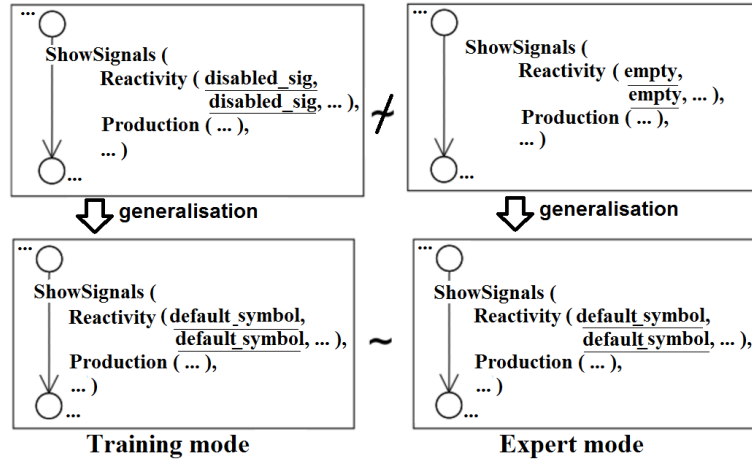 ...
ShowSignals (
Reactivity ( disabled_sig,
disabled_sig, ... ),
Production ( ... ),
... )
...
≁
...
ShowSignals (
Reactivity ( empty,
empty, ... ),
Production ( ... ),
... )
...
generalisation
generalisation
...
ShowSignals (
Reactivity ( default_symbol,
default_symbol, ... ),
Production ( ... ),
... )
...
~
...
ShowSignals (
Reactivity ( default_symbol,
default_symbol, ... ),
Production ( ... ),
... )
...
Training mode
Expert mode